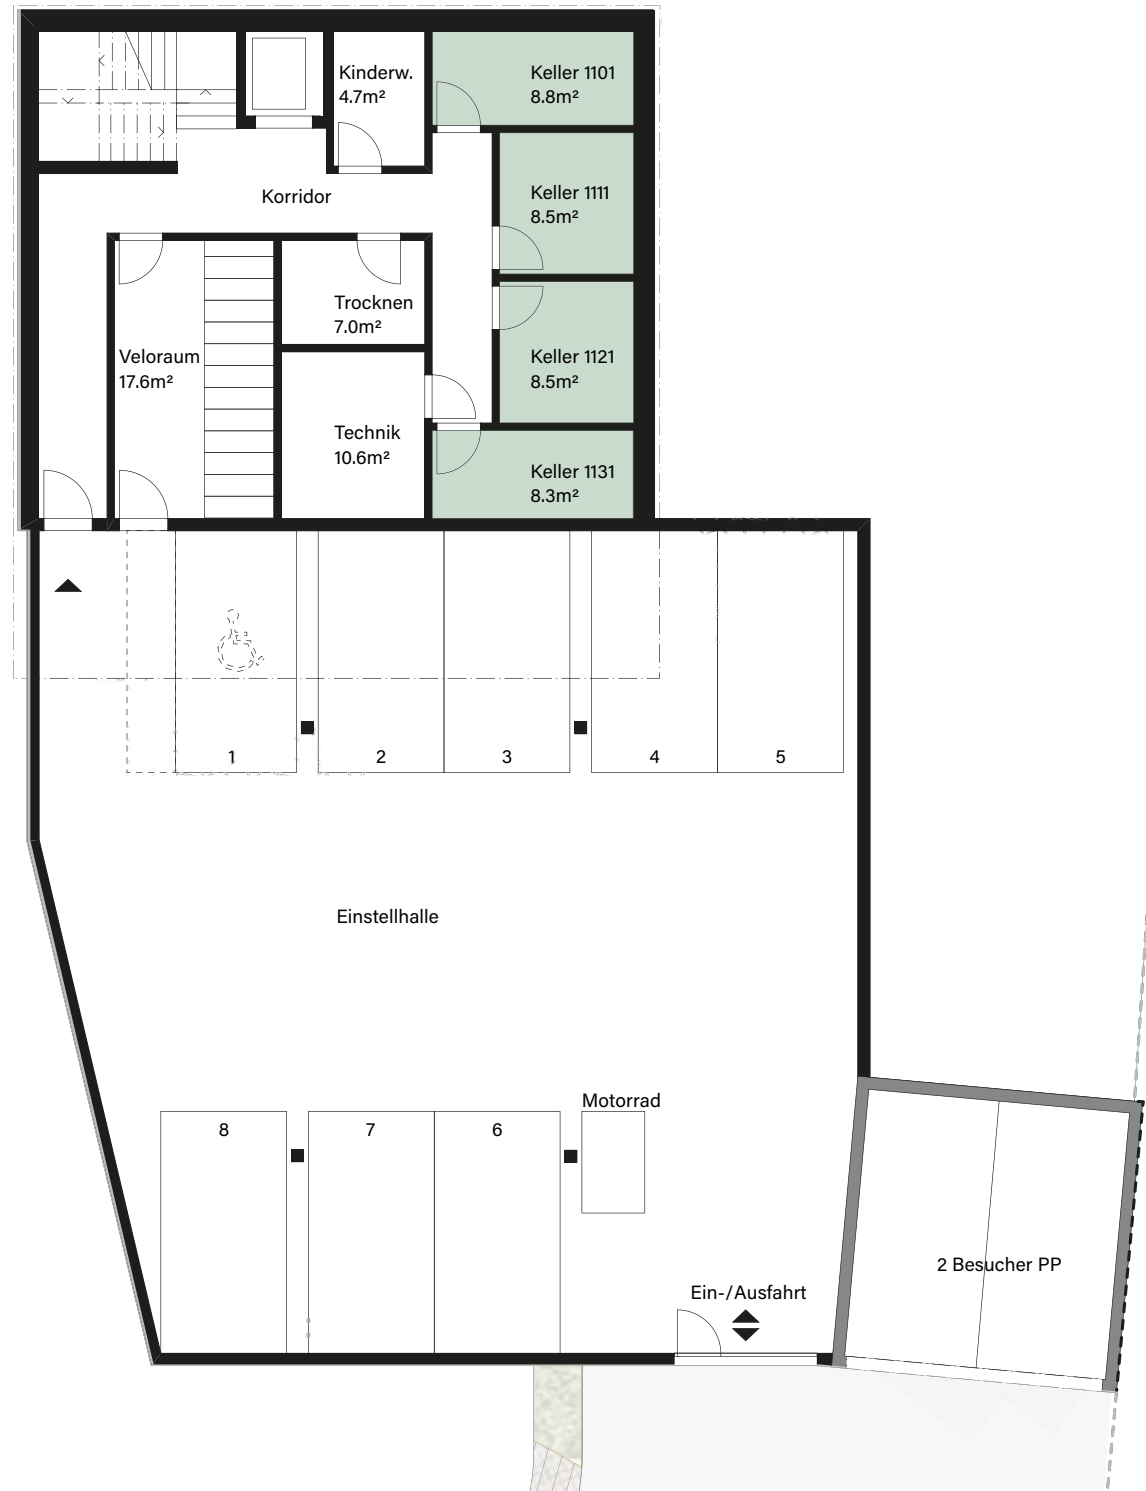 Kinderw.
4.7m²
Keller 1101
8.8m²
Korridor
Keller 1111
8.5m²
Trocknen
7.0m²
Veloraum
17.6m²
Keller 1121
8.5m²
Technik
10.6m²
Keller 1131
8.3m²
1
2
3
4
5
Einstellhalle
Motorrad
8
7
6
2 Besucher PP
Ein-/Ausfahrt